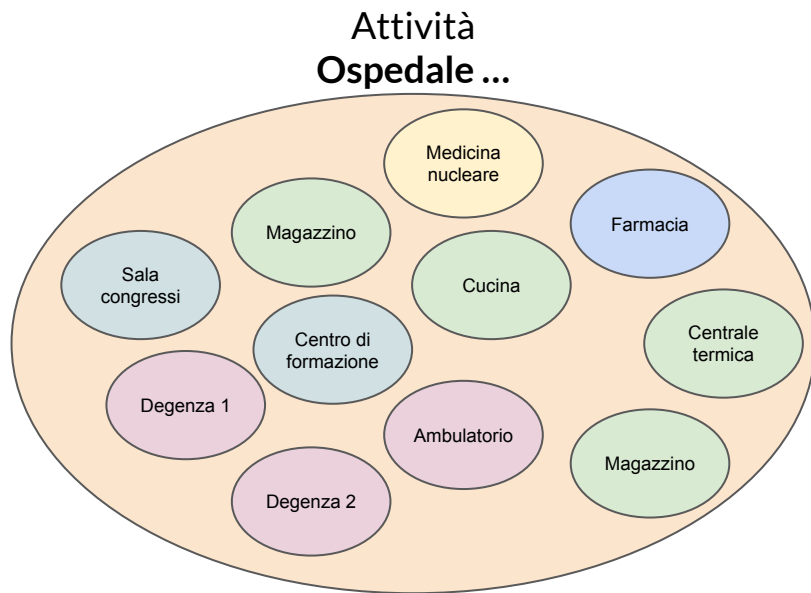 Attività
Ospedale ...
Medicina
nucleare
Farmacia
Magazzino
Sala
congressi
Cucina
Centro di
formazione
Centrale
termica
Degenza 1
Ambulatorio
Magazzino
Degenza 2